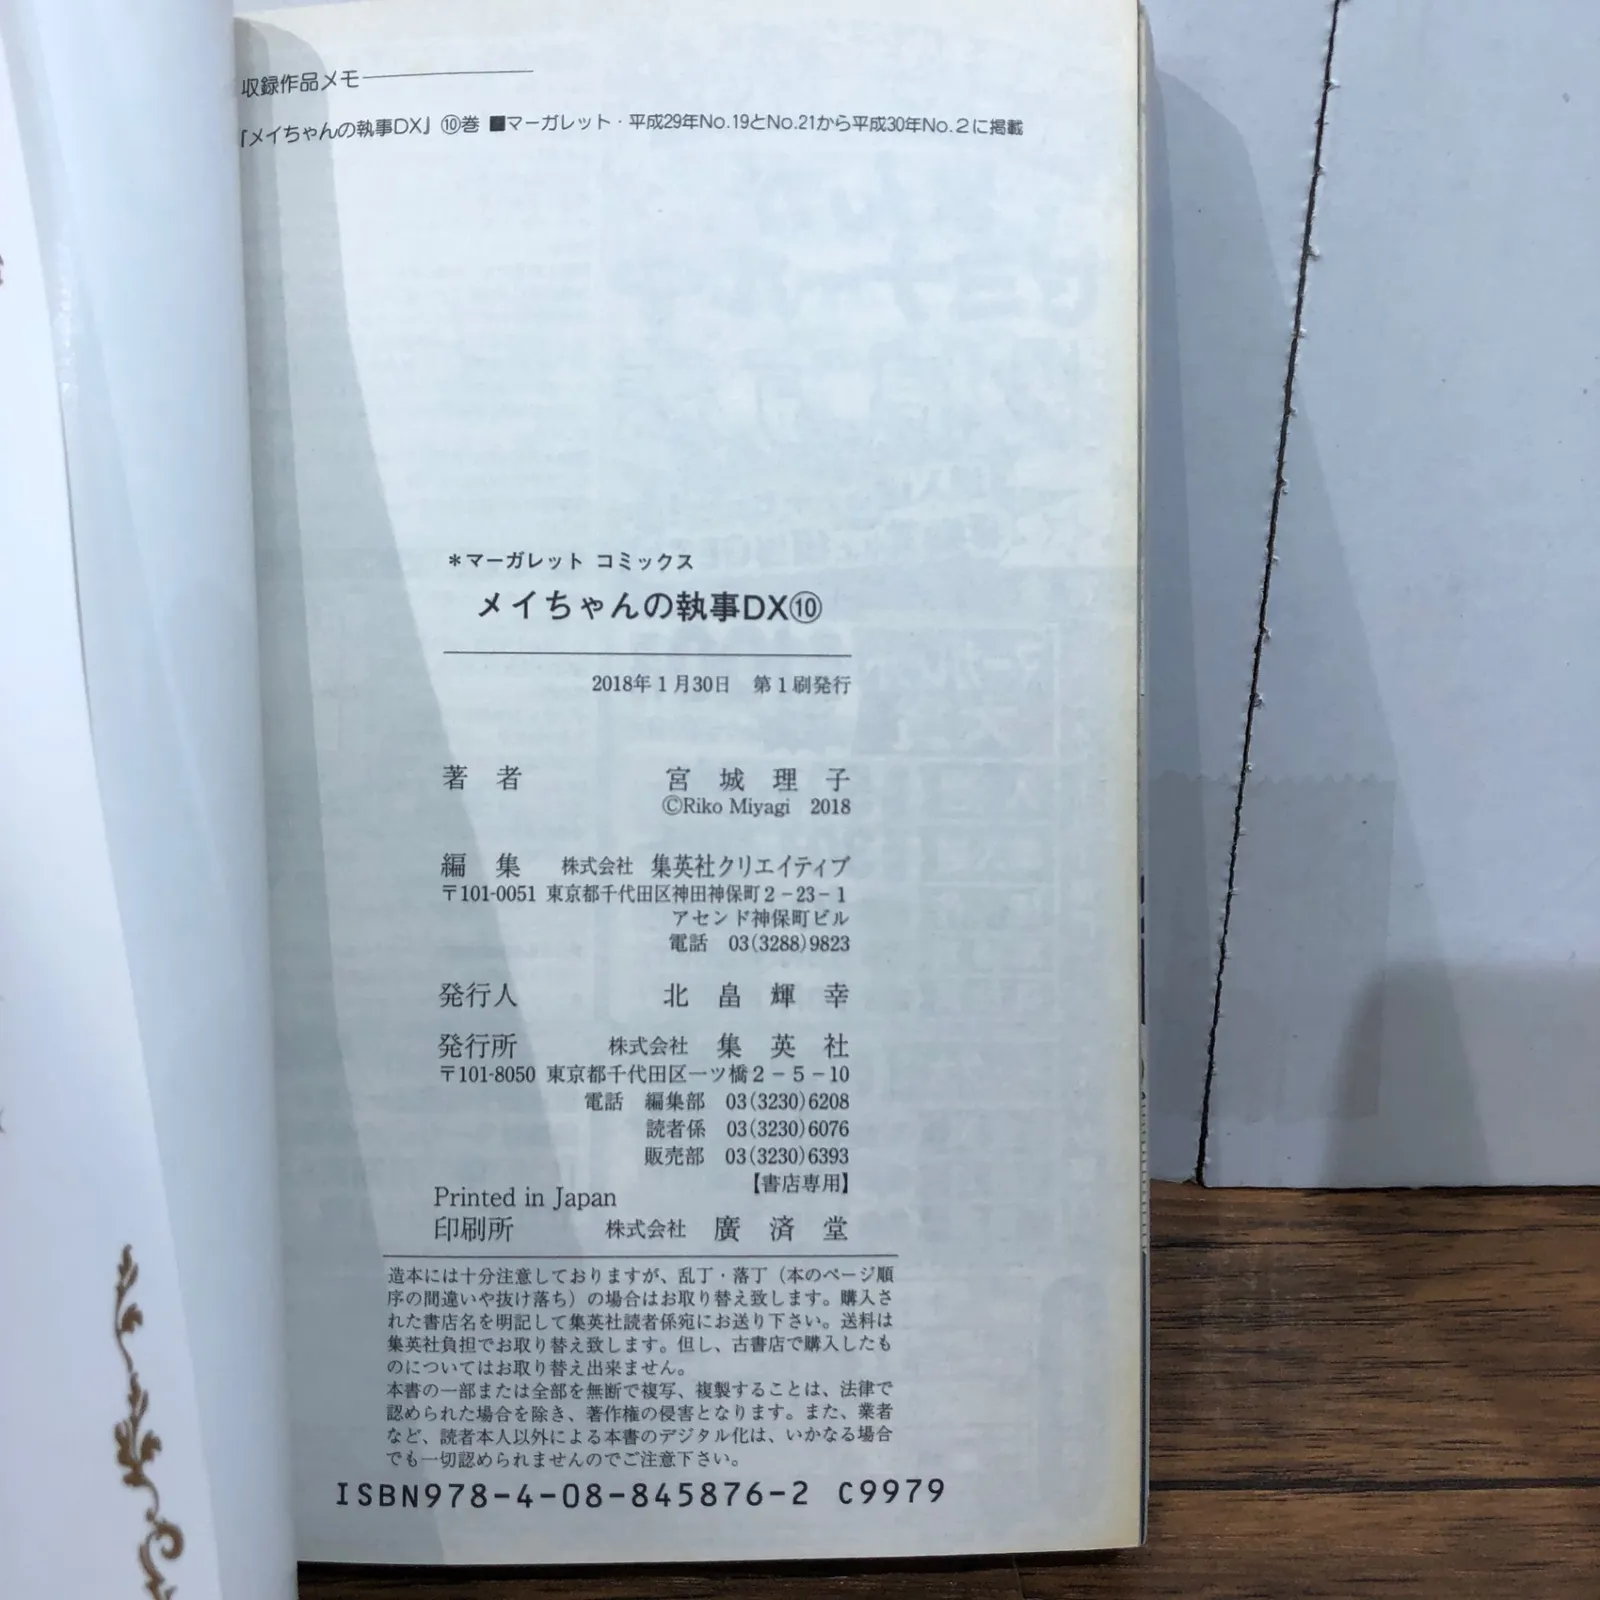 収録作品メモ
『メイちゃんの執事DX』⑩巻 ■マーガレット・平成29年No.19とNo.21から平成30年No.2に掲載
＊マーガレット コミックス
メイちゃんの執事DX⑩
2018年1月30日 第1刷発行
著者 宮城理子
©Riko Miyagi 2018
編集 株式会社 集英社クリエイティブ
〒101-0051 東京都千代田区神田神保町2－23－1
アセンド神保町ビル
電話 03(3288)9823
発行人 北畠輝幸
発行所 株式会社 集英社
〒101-8050 東京都千代田区一ツ橋2－5－10
電話 編集部 03(3230)6208
読者係 03(3230)6076
販売部 03(3230)6393
【書店専用】
Printed in Japan
印刷所 株式会社 廣済堂
造本には十分注意しておりますが、乱丁・落丁（本のページ順
序の間違いや抜け落ち）の場合はお取り替え致します。購入さ
れた書店名を明記して集英社読者係宛にお送り下さい。送料は
集英社負担でお取り替え致します。但し、古書店で購入したも
のについてはお取り替え出来ません。
本書の一部または全部を無断で複写、複製することは、法律で
認められた場合を除き、著作権の侵害となります。また、業者
など、読者本人以外による本書のデジタル化は、いかなる場合
でも一切認められませんのでご注意下さい。
ISBN978-4-08-845876-2 C9979